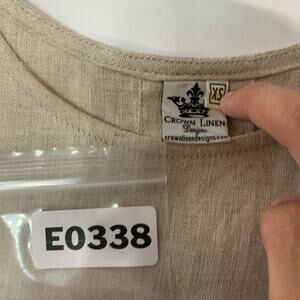 XS
CROWN LINEN
Designs
crownlinendesigns.com
E0338